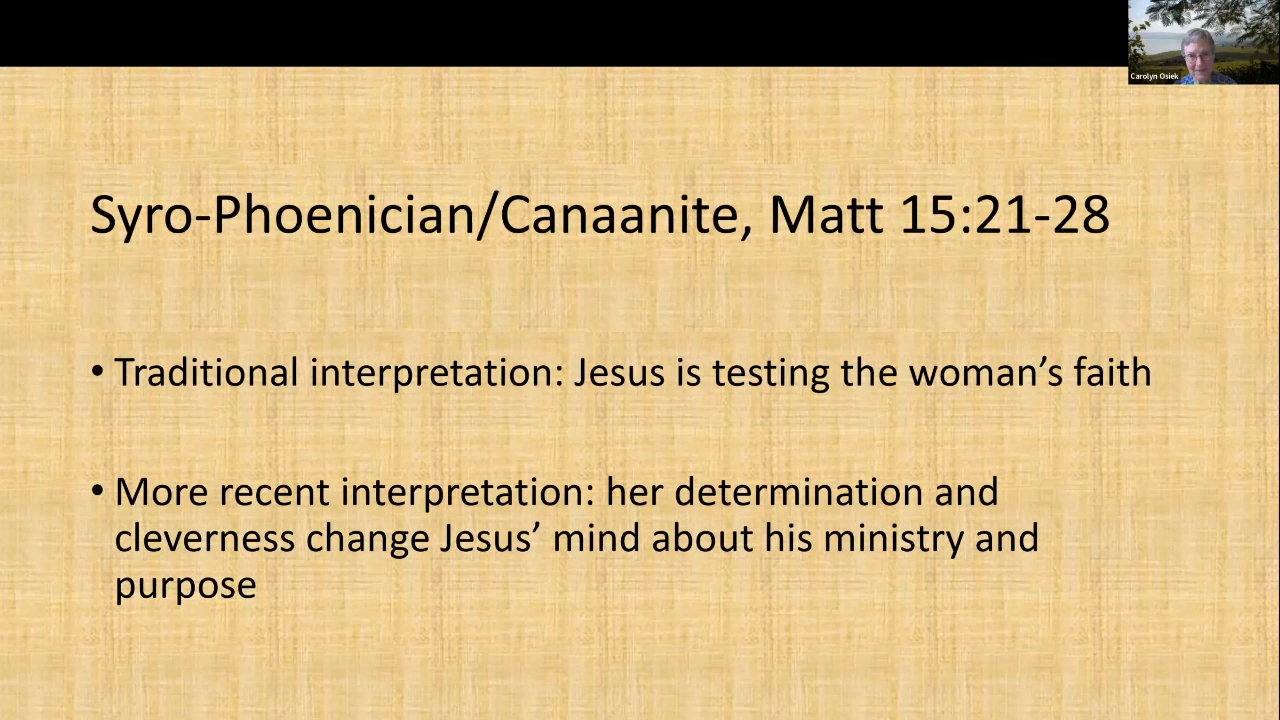 Carolyn Osiek
Syro-Phoenician/Canaanite, Matt 15:21-28
• Traditional interpretation: Jesus is testing the woman’s faith
• More recent interpretation: her determination and
cleverness change Jesus’ mind about his ministry and
purpose